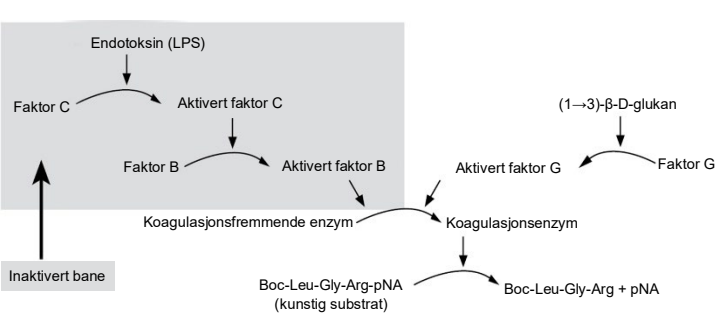 Endotoksin (LPS)
Faktor C
Aktivert faktor C
(1→3)-β-D-glukan
Faktor B
Aktivert faktor B
Aktivert faktor G
Faktor G
Koagulasjonsfremmende enzym
Koagulasjonsenzym
Inaktivert bane
Boc-Leu-Gly-Arg-pNA
(kunstig substrat)
Boc-Leu-Gly-Arg + pNA